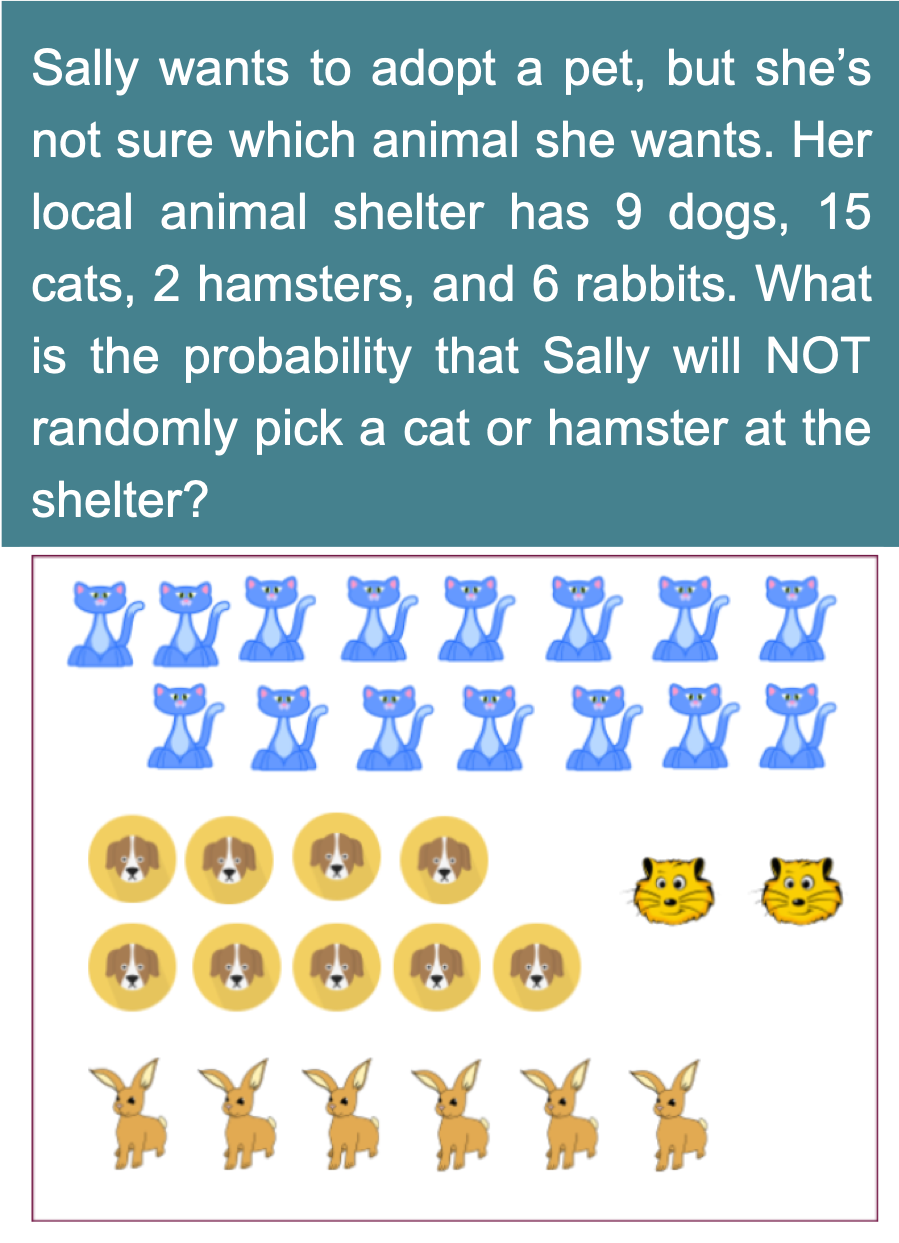 Sally wants to adopt a pet, but she’s
not sure which animal she wants. Her
local animal shelter has 9 dogs, 15
cats, 2 hamsters, and 6 rabbits. What
is the probability that Sally will NOT
randomly pick a cat or hamster at the
shelter?